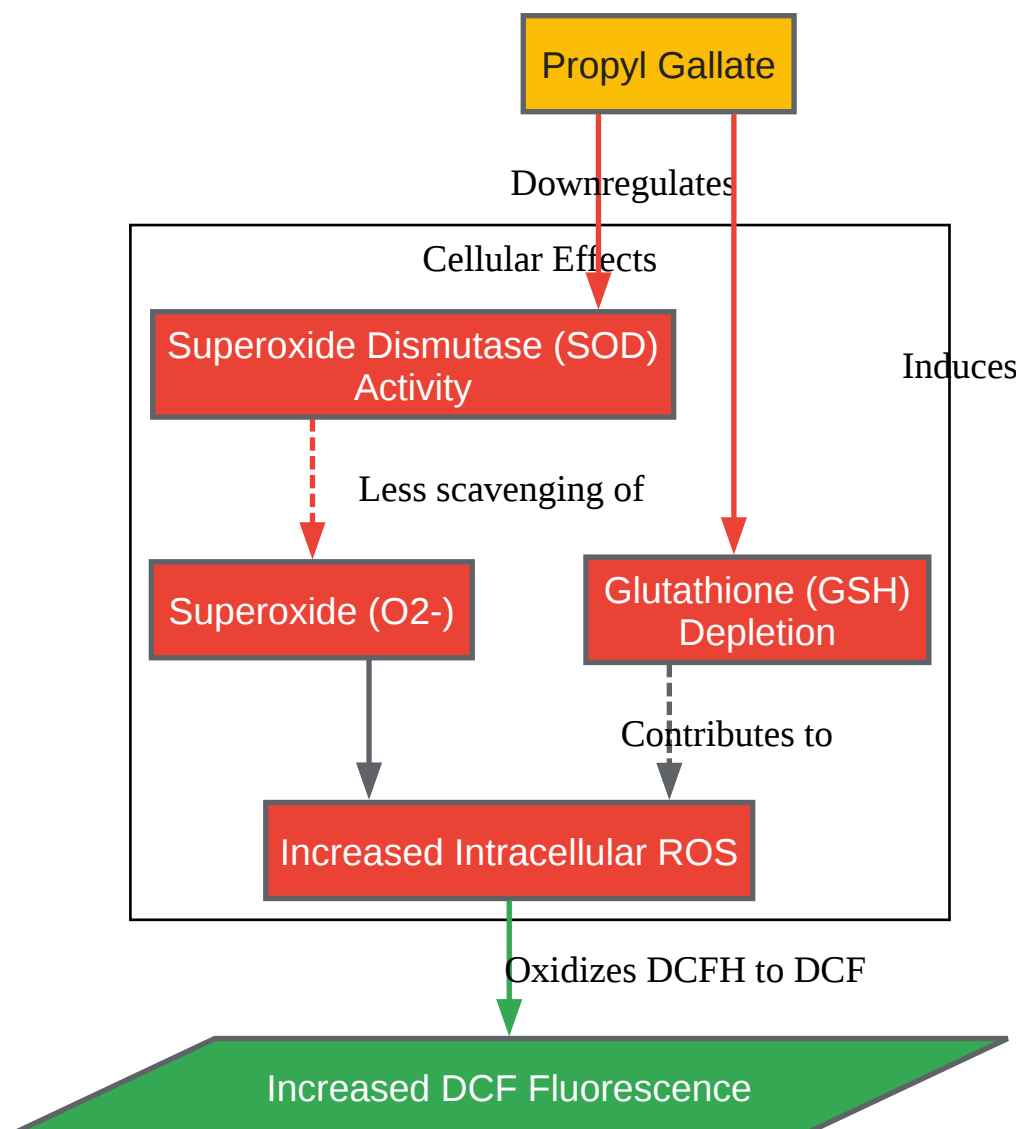 Propyl Gallate
Downregulates
Cellular Effects
Superoxide Dismutase (SOD)
Activity
Induces
Less scavenging of
Superoxide (O2-)
Glutathione (GSH)
Depletion
Contributes to
Increased Intracellular ROS
Oxidizes DCFH to DCF
Increased DCF Fluorescence